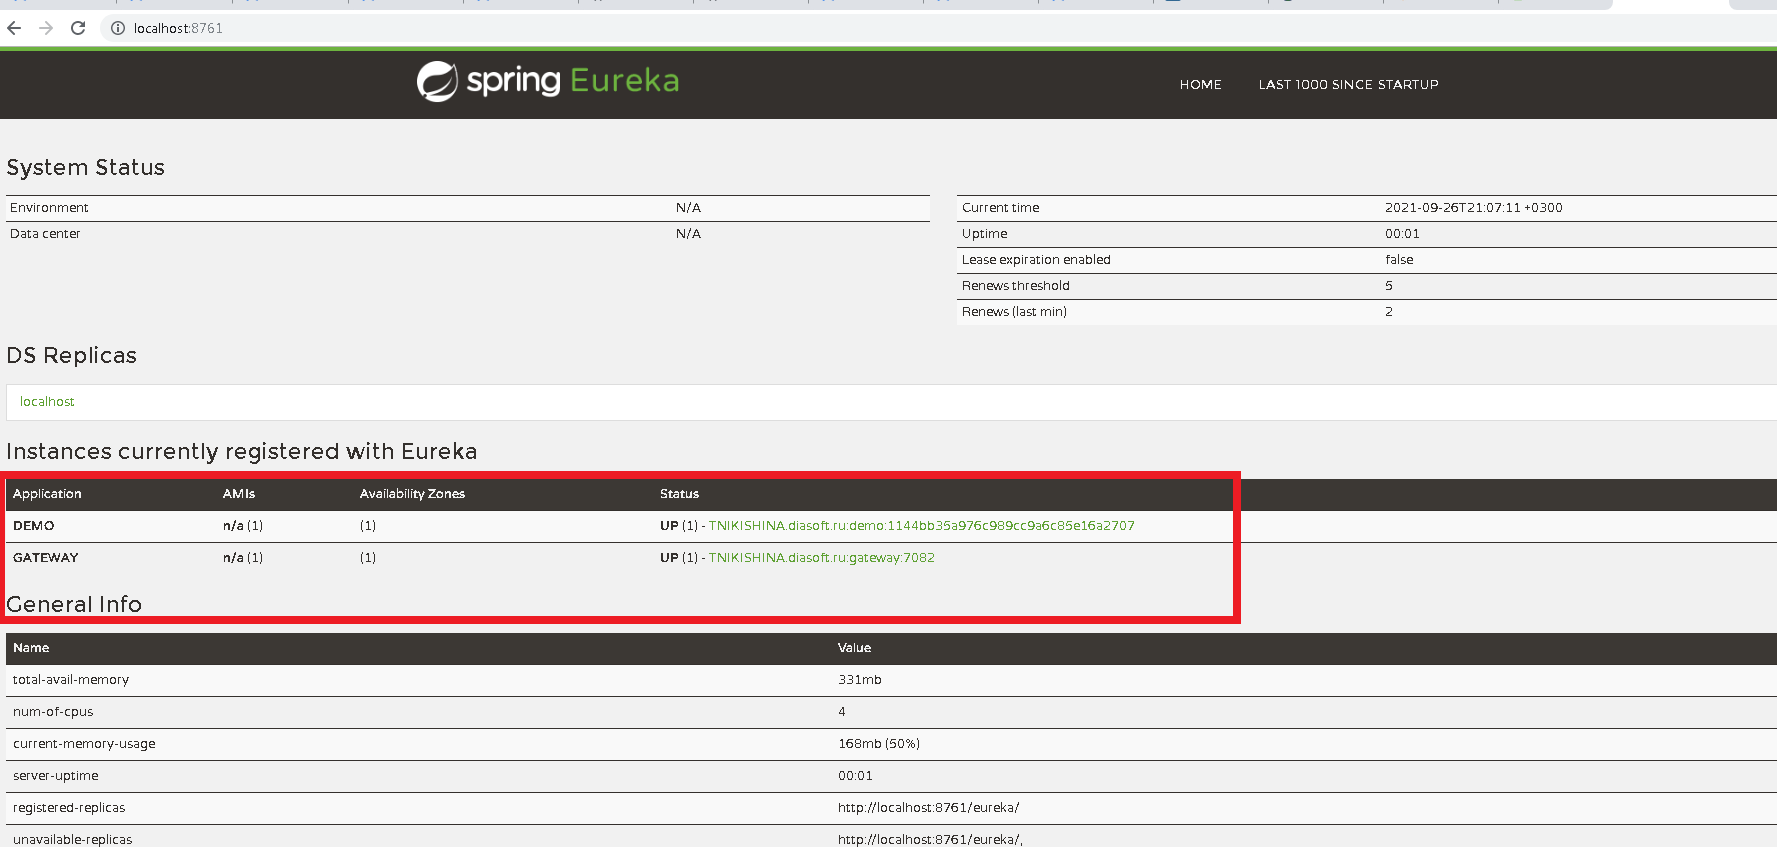 localhost:8761
spring Eureka
HOME LAST 1000 SINCE STARTUP
System Status
Environment N/A
Data center N/A
Current time 2021-09-26T21:07:11 +0300
Uptime 00:01
Lease expiration enabled false
Renews threshold 5
Renews (last min) 2
DS Replicas
localhost
Instances currently registered with Eureka
Application AMIs Availability Zones Status
DEMO n/a (1) (1) UP (1) - TNIKISHINA.diasoft.ru:demo:1144bb35a976c989cc9a6c85e16a2707
GATEWAY n/a (1) (1) UP (1) - TNIKISHINA.diasoft.ru:gateway:7082
General Info
Name Value
total-avail-memory 331mb
num-of-cpus 4
current-memory-usage 168mb (50%)
server-uptime 00:01
registered-replicas http://localhost:8761/eureka/
unavailable-replicas http://localhost:8761/eureka/,